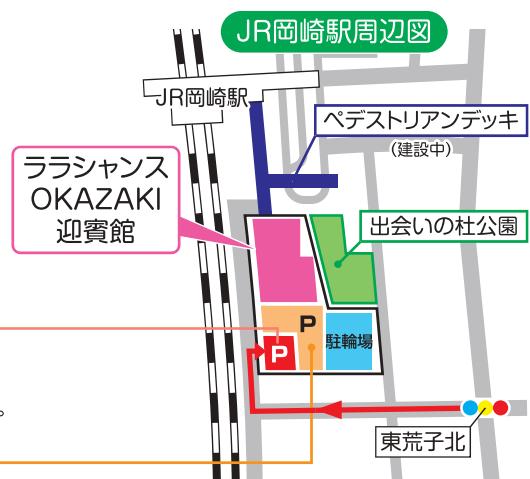 JR岡崎駅周辺図
JR岡崎駅
ペデストリアンデッキ
(建設中)
ララシャンス
OKAZAKI
迎賓館
出会いの杜公園
P
P
駐輪場
。
東荒子北